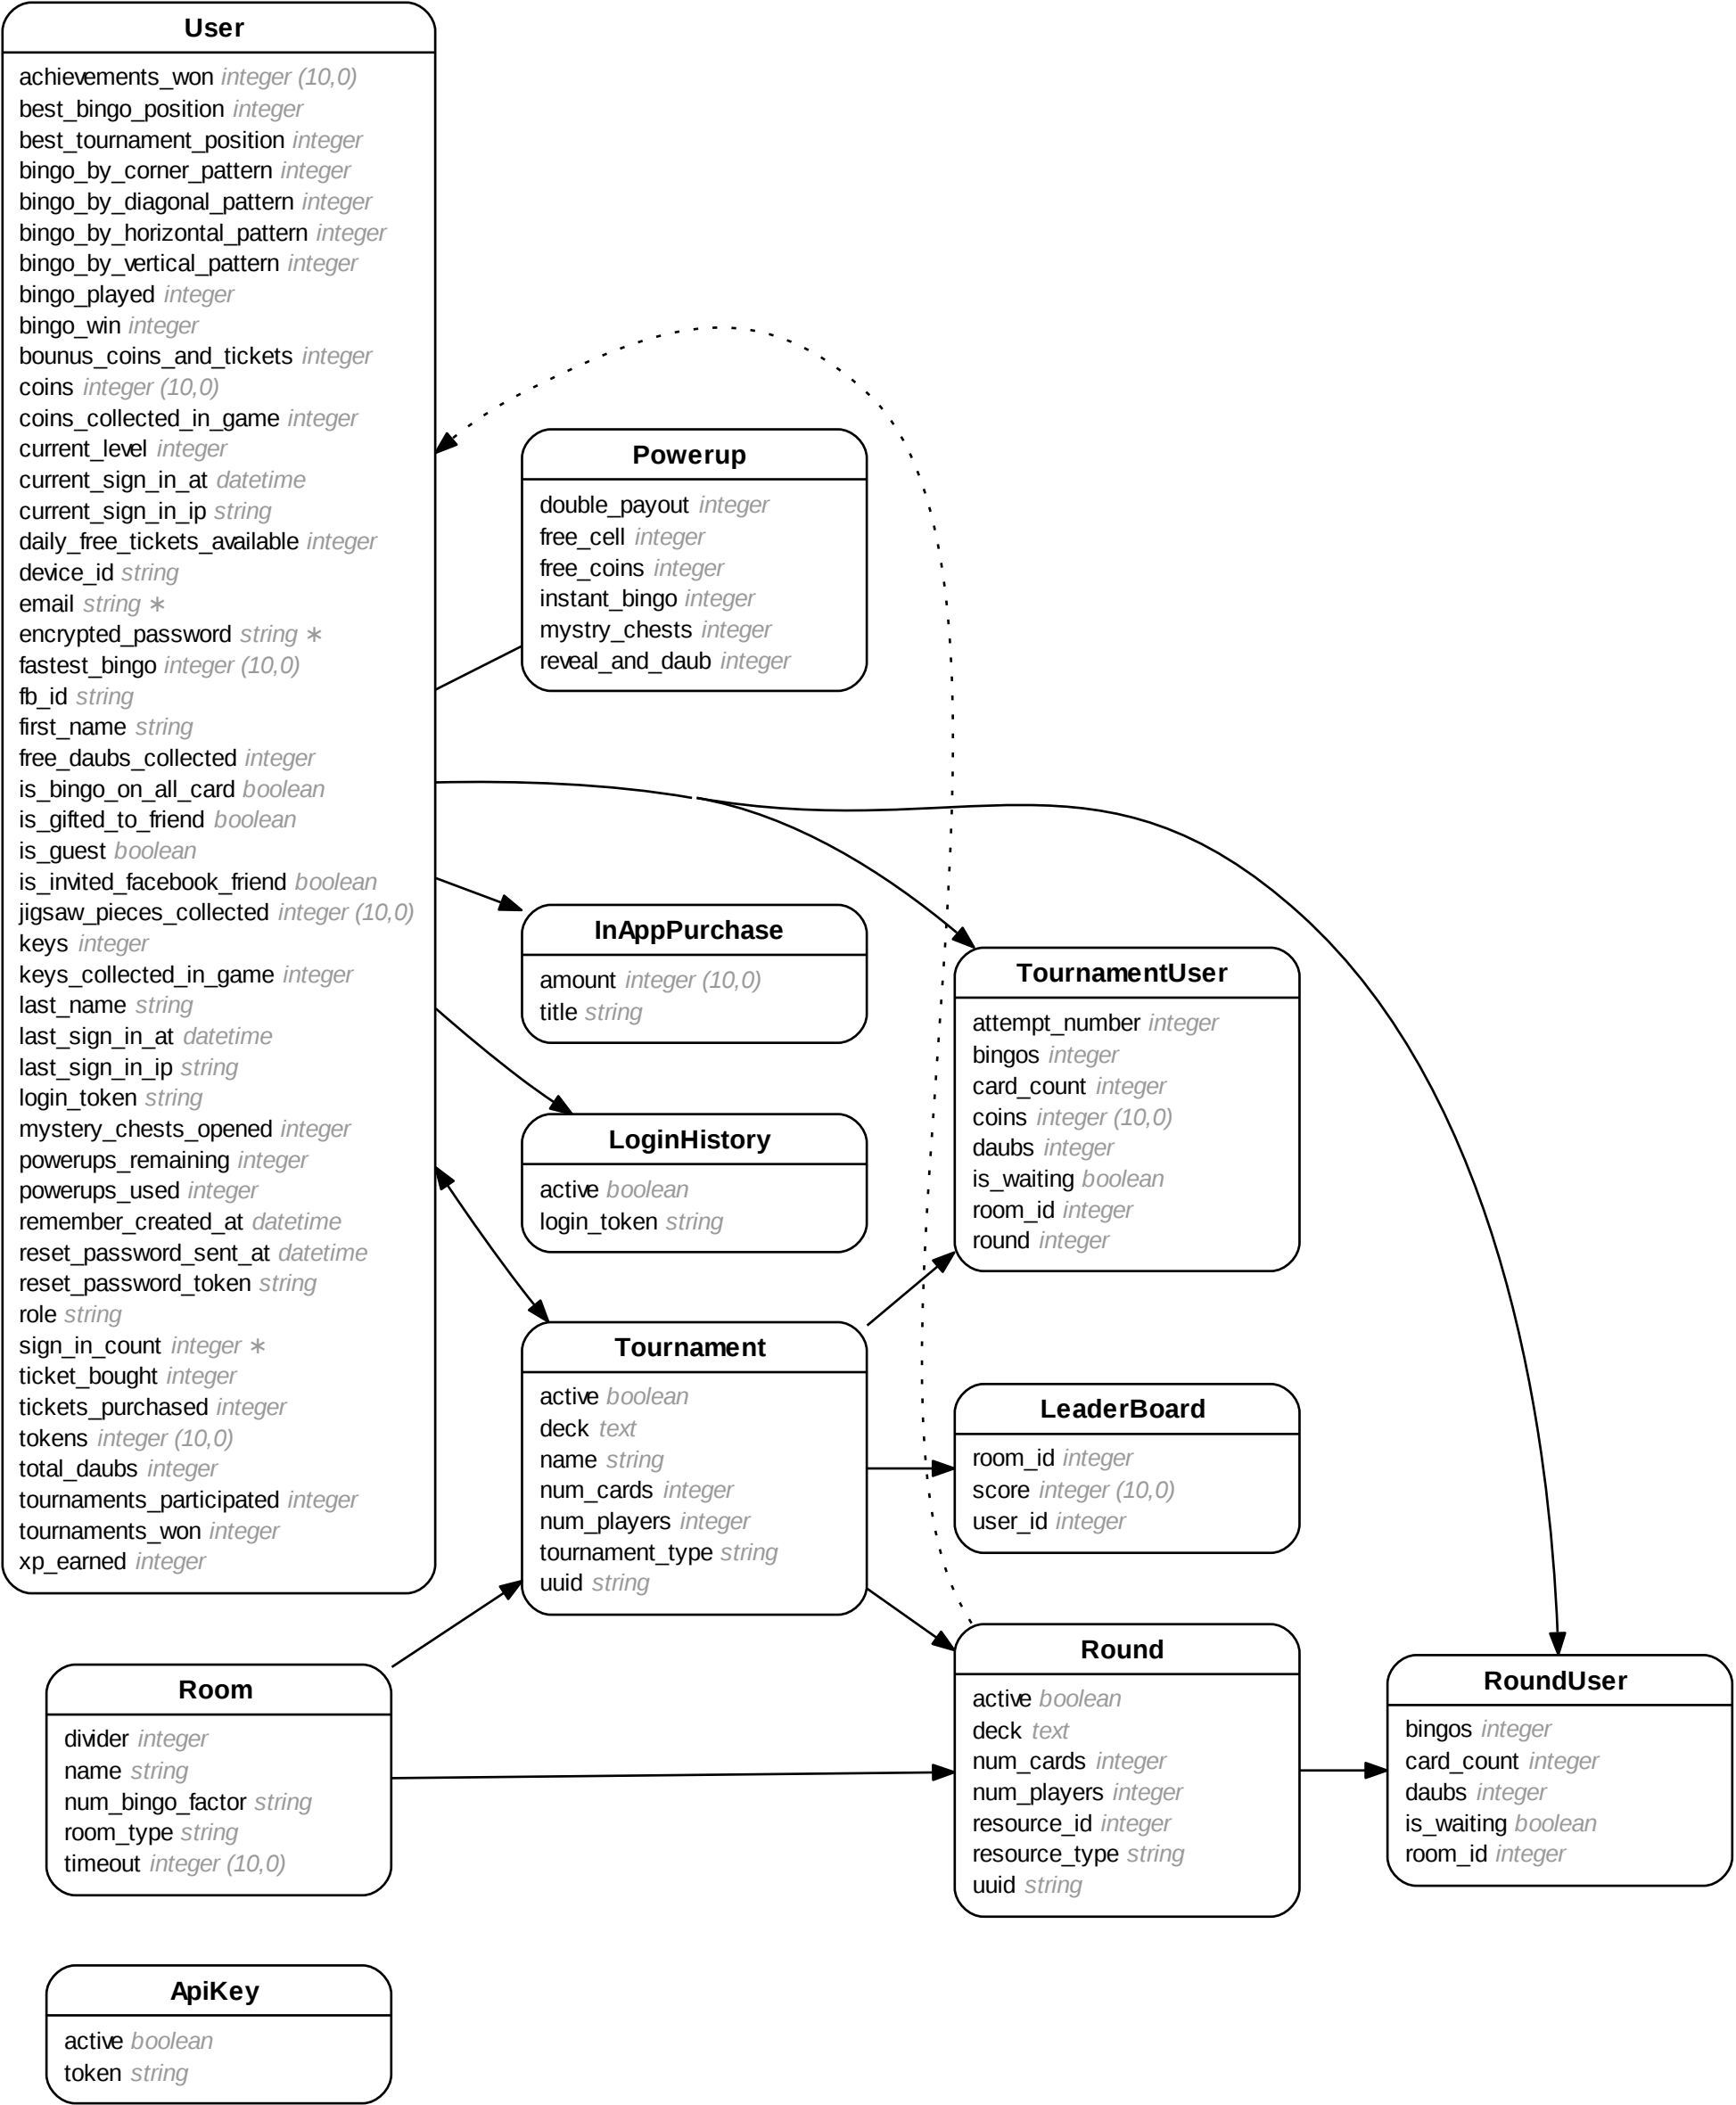 User
achievements_won integer (10,0)
best_bingo_position integer
best_tournament_position integer
bingo_by_corner_pattern integer
bingo_by_diagonal_pattern integer
bingo_by_horizontal_pattern integer
bingo_by_vertical_pattern integer
bingo_played integer
bingo_win integer
bounus_coins_and_tickets integer
coins integer (10,0)
coins_collected_in_game integer
current_level integer
current_sign_in_at datetime
current_sign_in_ip string
daily_free_tickets_available integer
device_id string
email string ∗
encrypted_password string ∗
fastest_bingo integer (10,0)
fb_id string
first_name string
free_daubs_collected integer
is_bingo_on_all_card boolean
is_gifted_to_friend boolean
is_guest boolean
is_invited_facebook_friend boolean
jigsaw_pieces_collected integer (10,0)
keys integer
keys_collected_in_game integer
last_name string
last_sign_in_at datetime
last_sign_in_ip string
login_token string
mystery_chests_opened integer
powerups_remaining integer
powerups_used integer
remember_created_at datetime
reset_password_sent_at datetime
reset_password_token string
role string
sign_in_count integer ∗
ticket_bought integer
tickets_purchased integer
tokens integer (10,0)
total_daubs integer
tournaments_participated integer
tournaments_won integer
xp_earned integer
Powerup
double_payout integer
free_cell integer
free_coins integer
instant_bingo integer
mystry_chests integer
reveal_and_daub integer
InAppPurchase
amount integer (10,0)
title string
LoginHistory
active boolean
login_token string
Tournament
active boolean
deck text
name string
num_cards integer
num_players integer
tournament_type string
uuid string
TournamentUser
attempt_number integer
bingos integer
card_count integer
coins integer (10,0)
daubs integer
is_waiting boolean
room_id integer
round integer
LeaderBoard
room_id integer
score integer (10,0)
user_id integer
Round
active boolean
deck text
num_cards integer
num_players integer
resource_id integer
resource_type string
uuid string
RoundUser
bingos integer
card_count integer
daubs integer
is_waiting boolean
room_id integer
Room
divider integer
name string
num_bingo_factor string
room_type string
timeout integer (10,0)
ApiKey
active boolean
token string